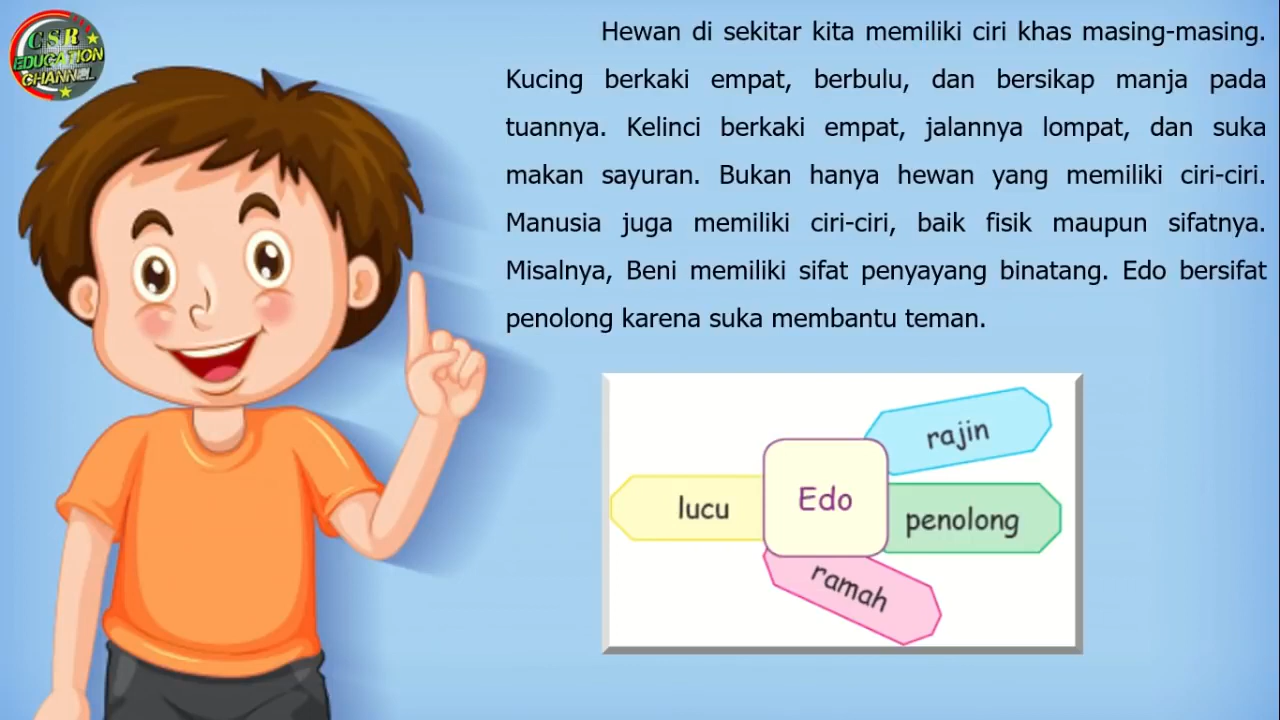 GSR
EDUCATION
CHANNEL
Hewan di sekitar kita memiliki ciri khas masing-masing.
Kucing berkaki empat, berbulu, dan bersikap manja pada
tuannya. Kelinci berkaki empat, jalannya lompat, dan suka
makan sayuran. Bukan hanya hewan yang memiliki ciri-ciri.
Manusia juga memiliki ciri-ciri, baik fisik maupun sifatnya.
Misalnya, Beni memiliki sifat penyayang binatang. Edo bersifat
penolong karena suka membantu teman.
rajin
Edo
lucu
penolong
ramah